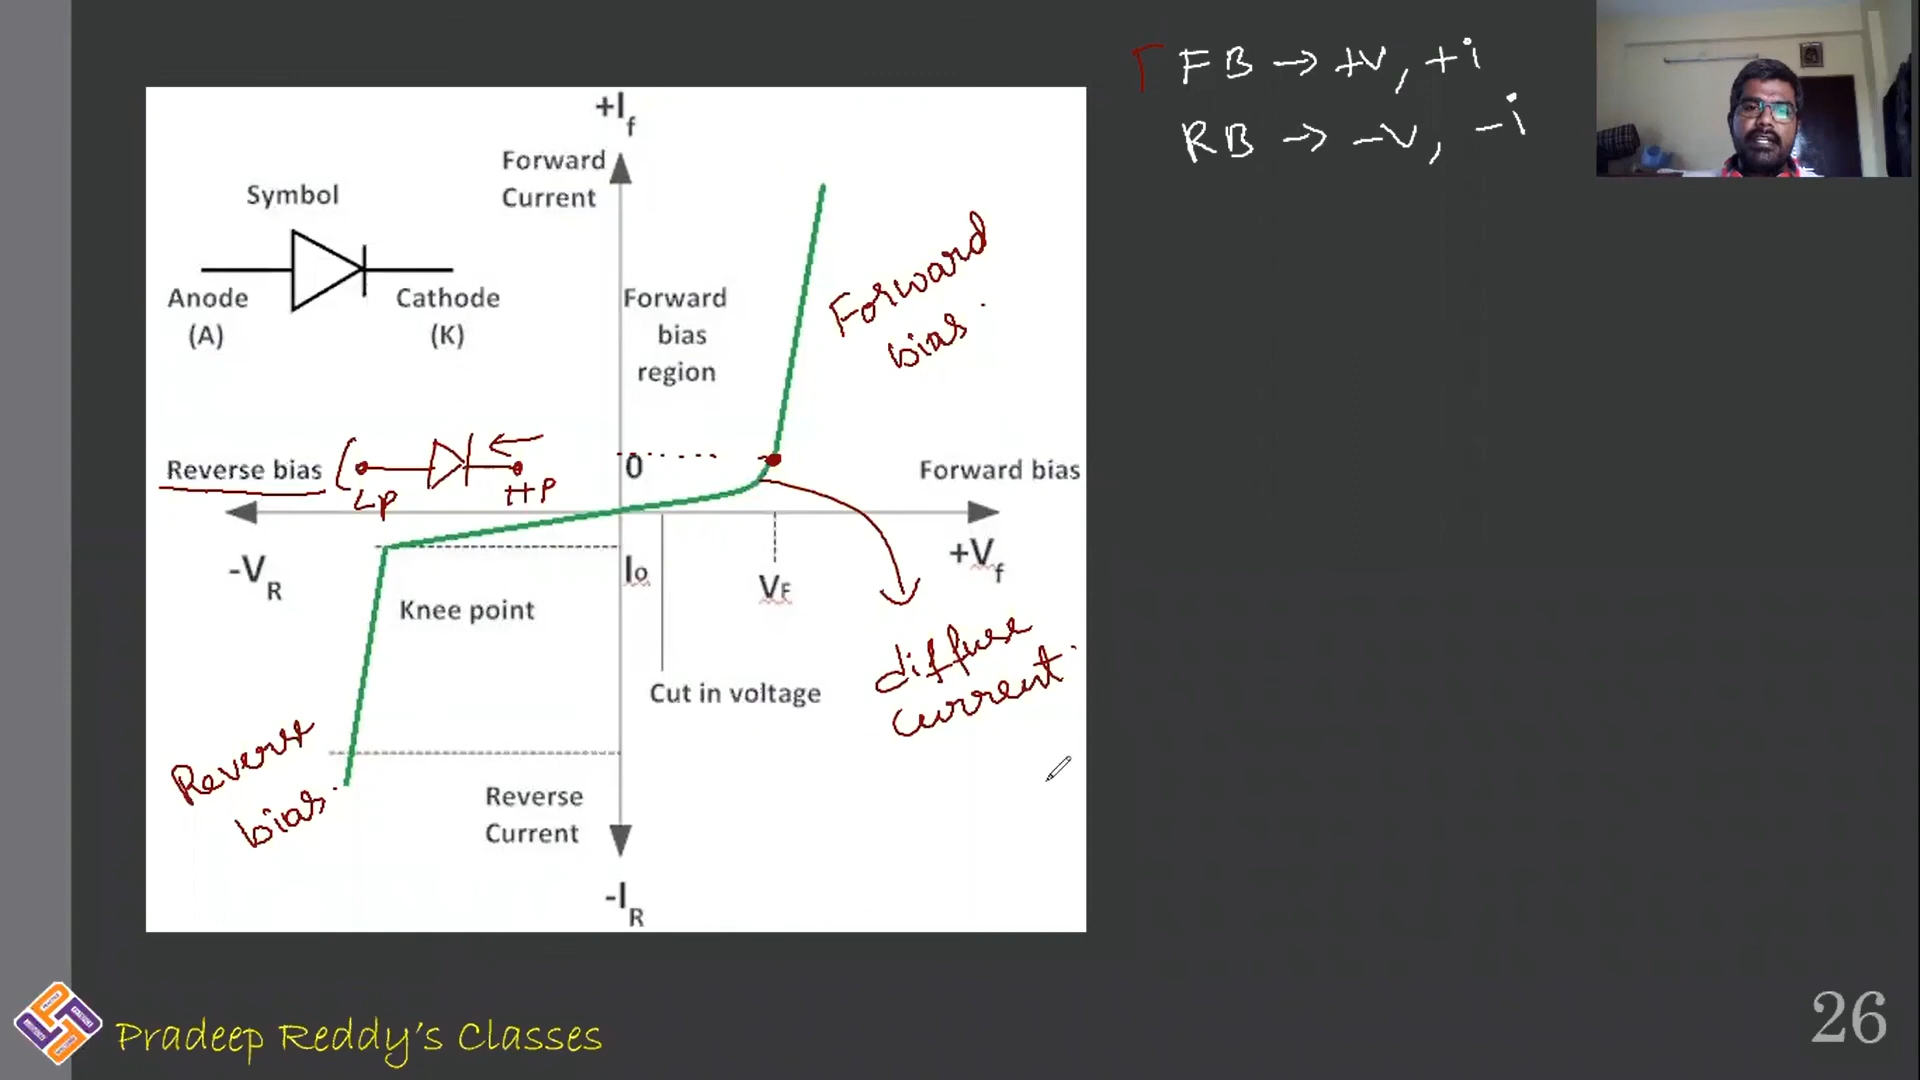 FB → +V, +i
RB → -V, -i
+If
Forward
Current
Symbol
Anode
(A)
Cathode
(K)
Forward
bias
region
Forward
bias.
Reverse bias
LP
HP
0
Forward bias
-VR
Io
VF
+Vf
Knee point
Cut in voltage
diffuse
current.
Reverse
bias.
Reverse
Current
-IR
Pradeep Reddy's Classes
26